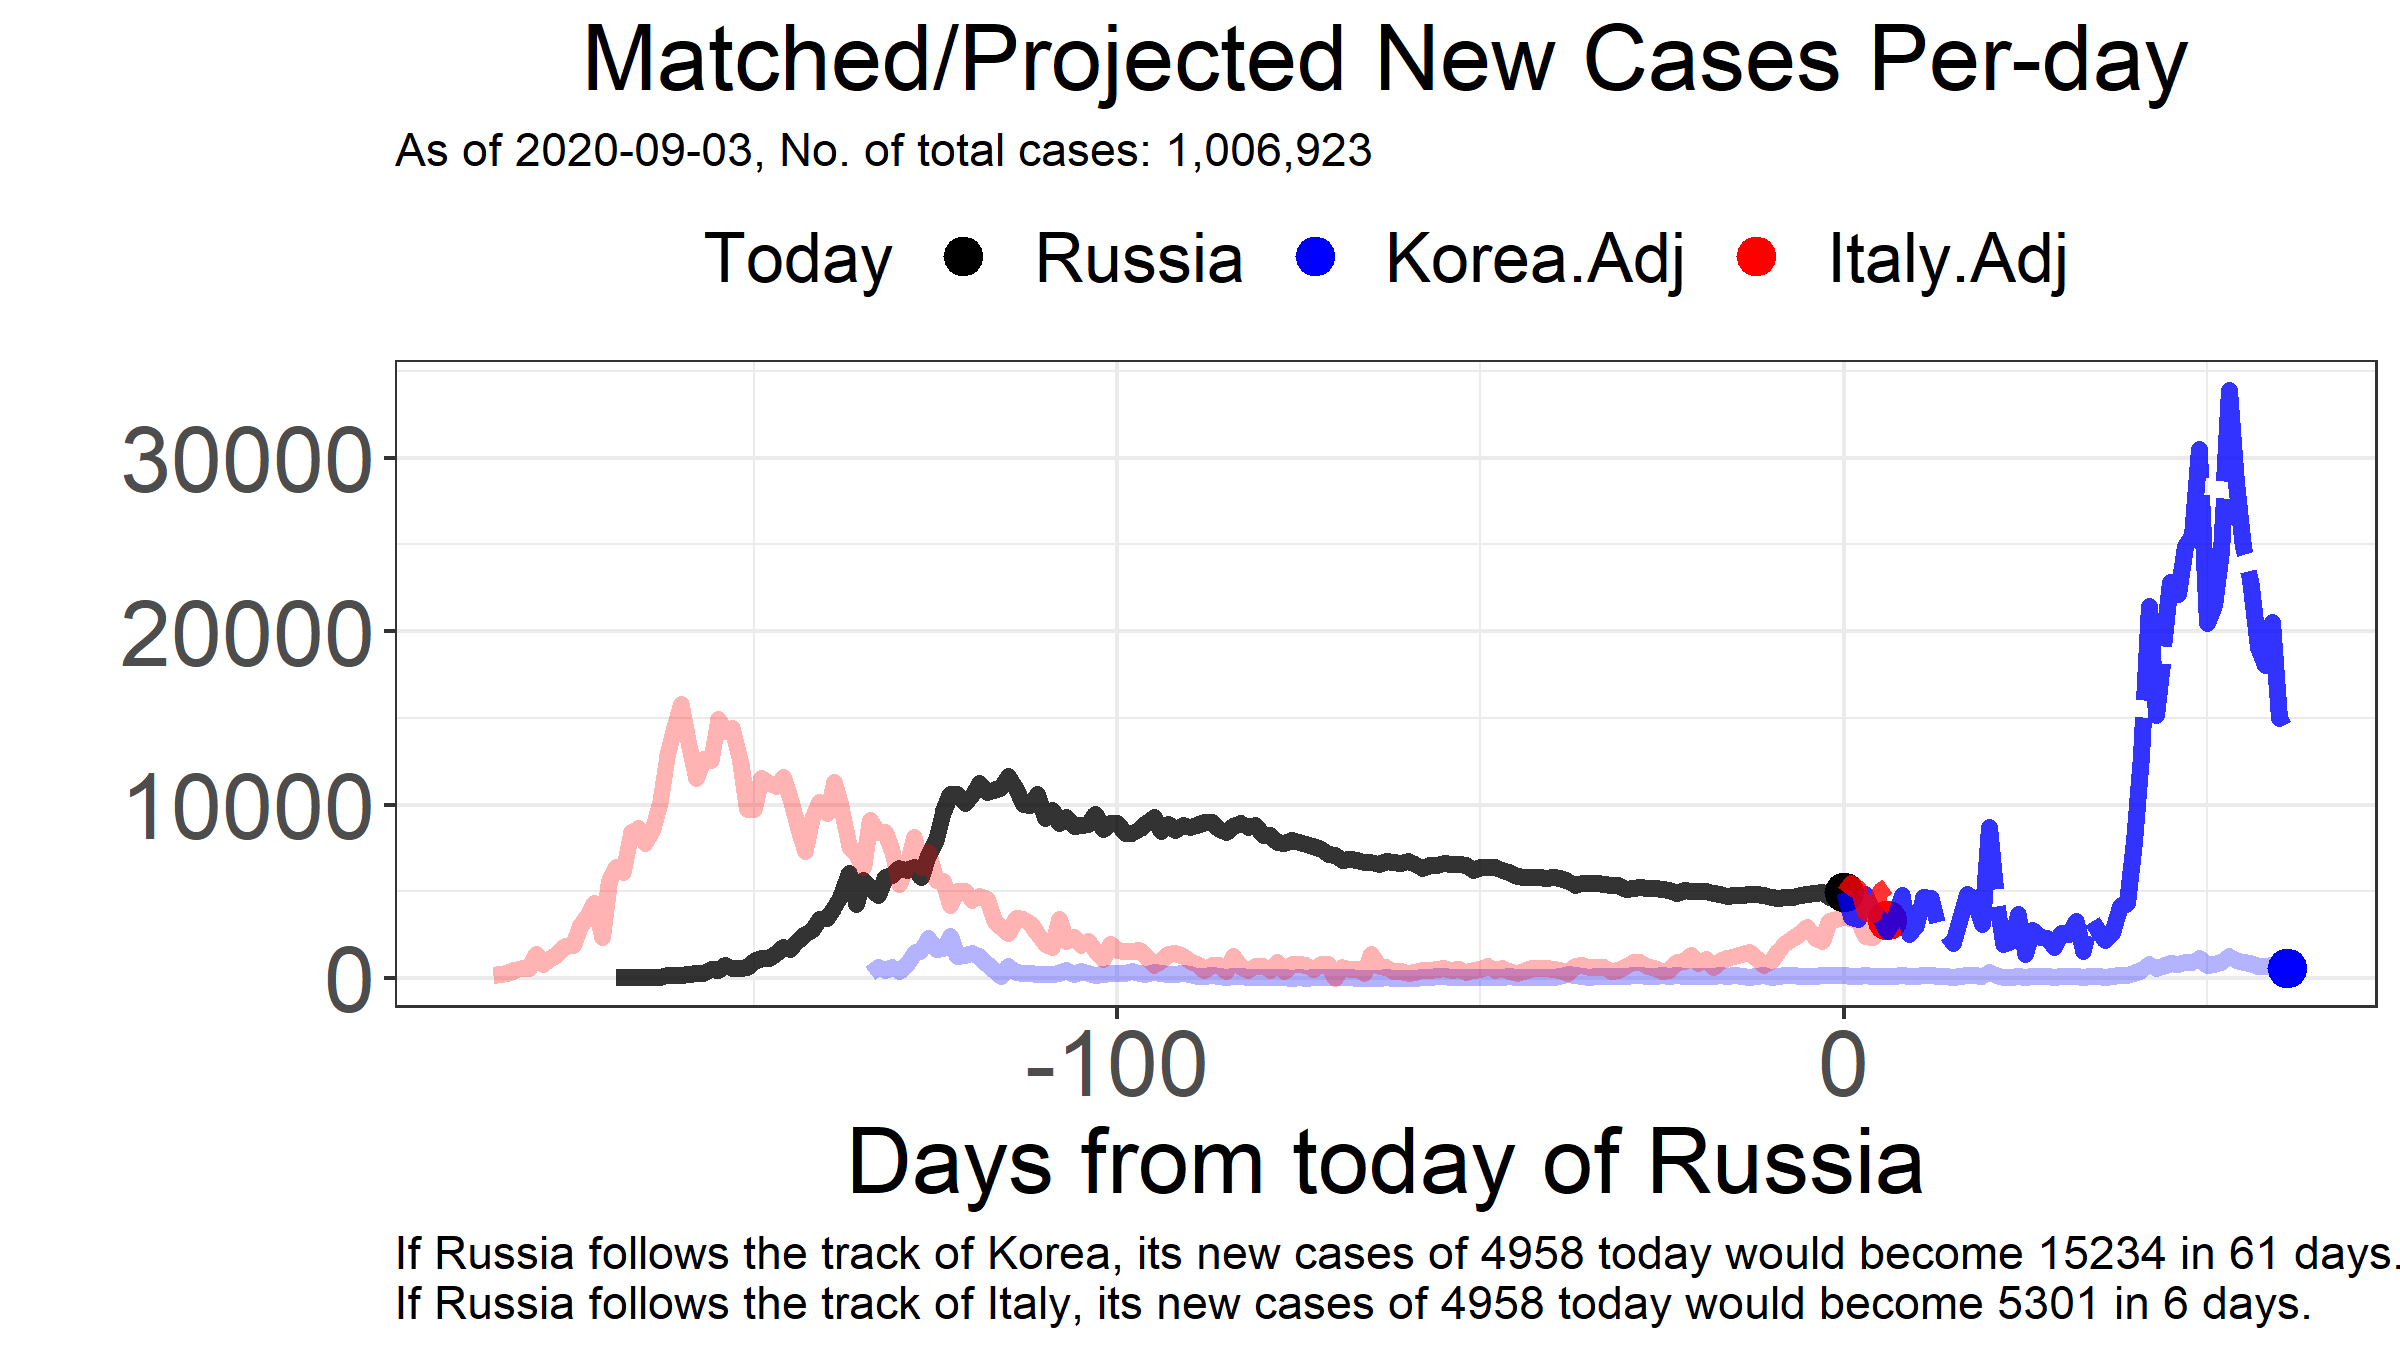 Matched/Projected New Cases Per-day
As of 2020-09-03, No. of total cases: 1,006,923
Today Russia Korea.Adj Italy.Adj
30000
20000
10000
0
-100 0
Days from today of Russia
If Russia follows the track of Korea, its new cases of 4958 today would become 15234 in 61 days.
If Russia follows the track of Italy, its new cases of 4958 today would become 5301 in 6 days.